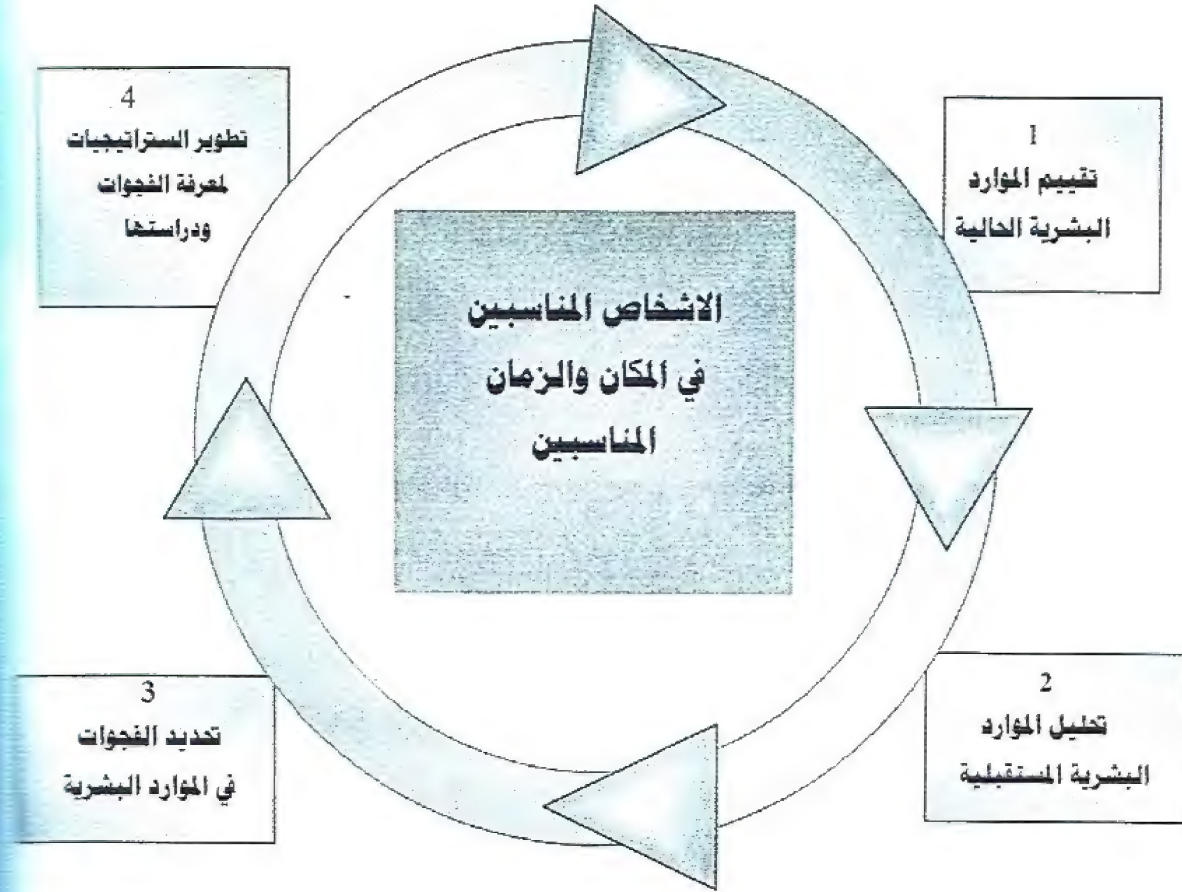 1
تقييم الموارد
البشرية الحالية
2
تحليل الموارد
البشرية المستقبلية
3
تحديد الفجوات
في الموارد البشرية
4
تطوير الستراتيجيات
لمعرفة الفجوات
ودراستها
الاشخاص المناسبين
في المكان والزمان
المناسبين